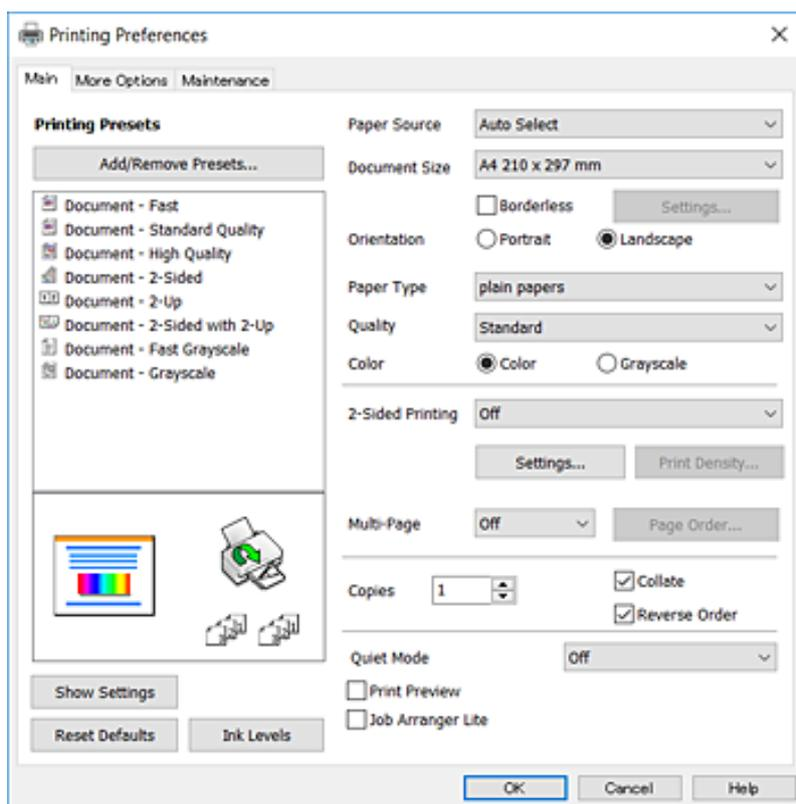 Printing Preferences
Main More Options Maintenance
Printing Presets
Add/Remove Presets...
Document - Fast
Document - Standard Quality
Document - High Quality
Document - 2-Sided
Document - 2-Up
Document - 2-Sided with 2-Up
Document - Fast Grayscale
Document - Grayscale
Show Settings
Reset Defaults Ink Levels
Paper Source Auto Select
Document Size A4 210 x 297 mm
Borderless Settings...
Orientation Portrait Landscape
Paper Type plain papers
Quality Standard
Color Color Grayscale
2-Sided Printing Off
Settings... Print Density...
Multi-Page Off Page Order...
Copies 1 Collate
Reverse Order
Quiet Mode Off
Print Preview
Job Arranger Lite
OK Cancel Help